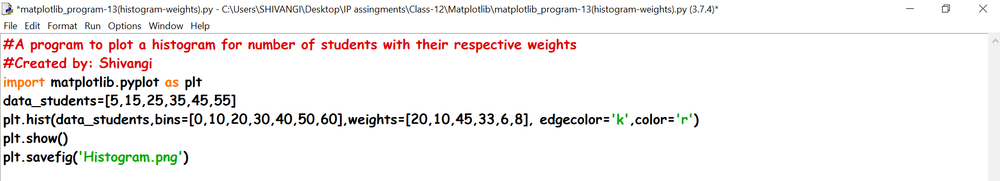 *matplotlib_program-13(histogram-weights).py - C:\Users\SHIVANGI\Desktop\IP assingments\Class-12\Matplotlib\matplotlib_program-13(histogram-weights).py (3.7.4)*
File Edit Format Run Options Window Help
#A program to plot a histogram for number of students with their respective weights
#Created by: Shivangi
import matplotlib.pyplot as plt
data_students=[5,15,25,35,45,55]
plt.hist(data_students,bins=[0,10,20,30,40,50,60],weights=[20,10,45,33,6,8], edgecolor='k',color='r')
plt.show()
plt.savefig('Histogram.png')